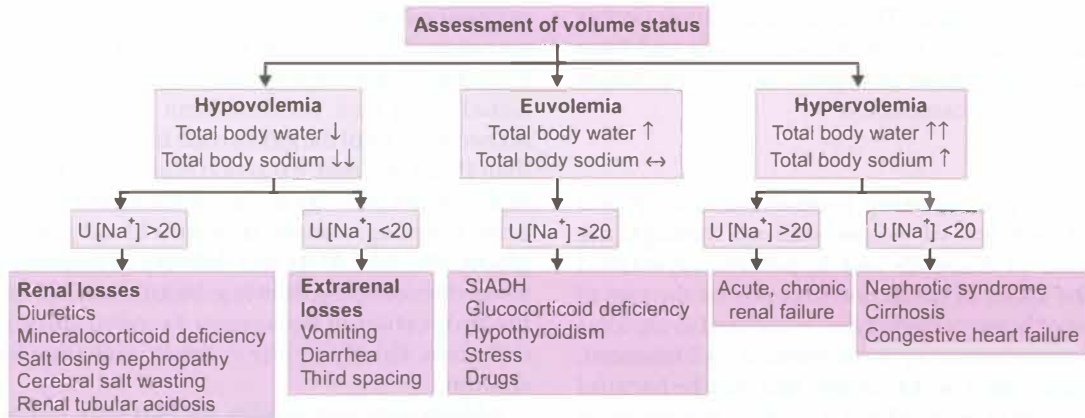 Assessment of volume status
Hypovolemia
Total body water ↓
Total body sodium ↓↓
Euvolemia
Total body water ↑
Total body sodium ↔
Hypervolemia
Total body water ↑↑
Total body sodium ↑
U [Na⁺] >20
U [Na⁺] <20
U [Na⁺] >20
U [Na⁺] >20
U [Na⁺] <20
Renal losses
Diuretics
Mineralocorticoid deficiency
Salt losing nephropathy
Cerebral salt wasting
Renal tubular acidosis
Extrarenal
losses
Vomiting
Diarrhea
Third spacing
SIADH
Glucocorticoid deficiency
Hypothyroidism
Stress
Drugs
Acute, chronic
renal failure
Nephrotic syndrome
Cirrhosis
Congestive heart failure